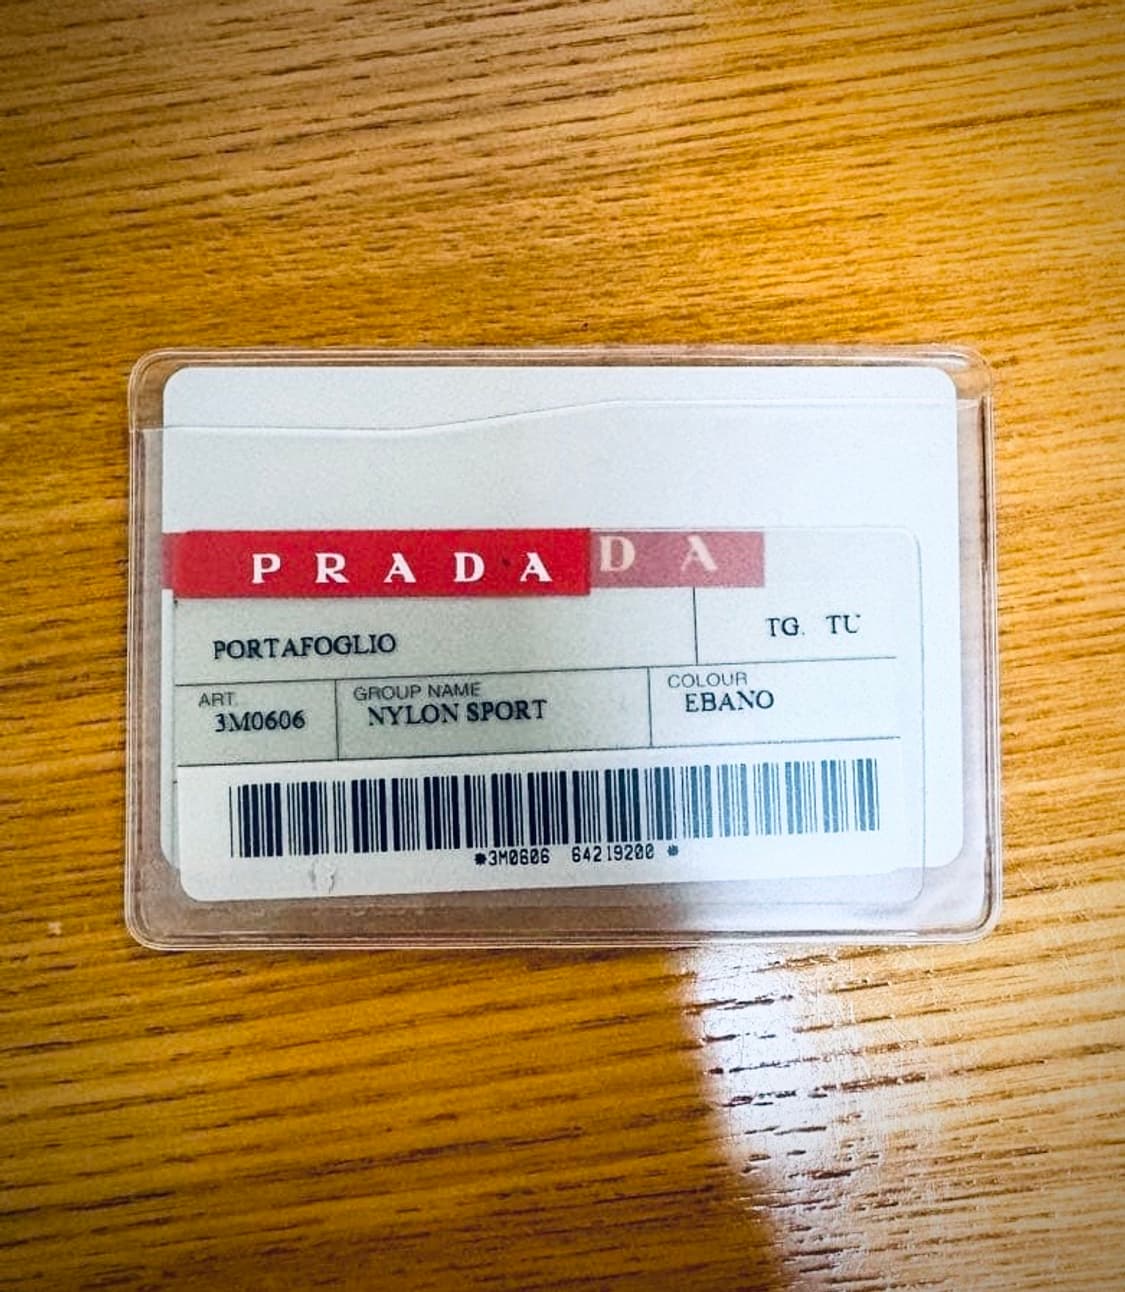 PRADA DA
PORTAFOGLIO
TG. TU
ART.
3M0606
GROUP NAME
NYLON SPORT
COLOUR
EBANO
*3M0606 64219200 *